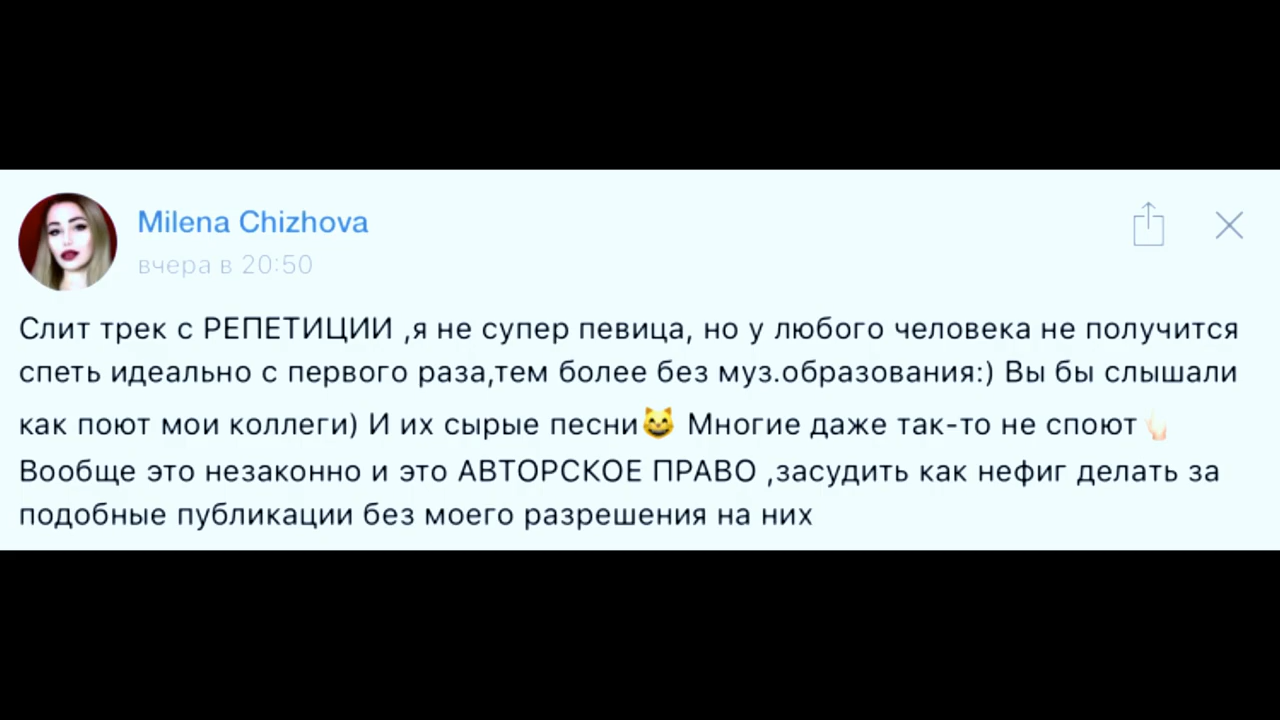 Milena Chizhova
вчера в 20:50
Слит трек с РЕПЕТИЦИИ ,я не супер певица, но у любого человека не получится
спеть идеально с первого раза,тем более без муз.образования:) Вы бы слышали
как поют мои коллеги) И их сырые песни😸 Многие даже так-то не споют👆🏻
Вообще это незаконно и это АВТОРСКОЕ ПРАВО ,засудить как нефиг делать за
подобные публикации без моего разрешения на них